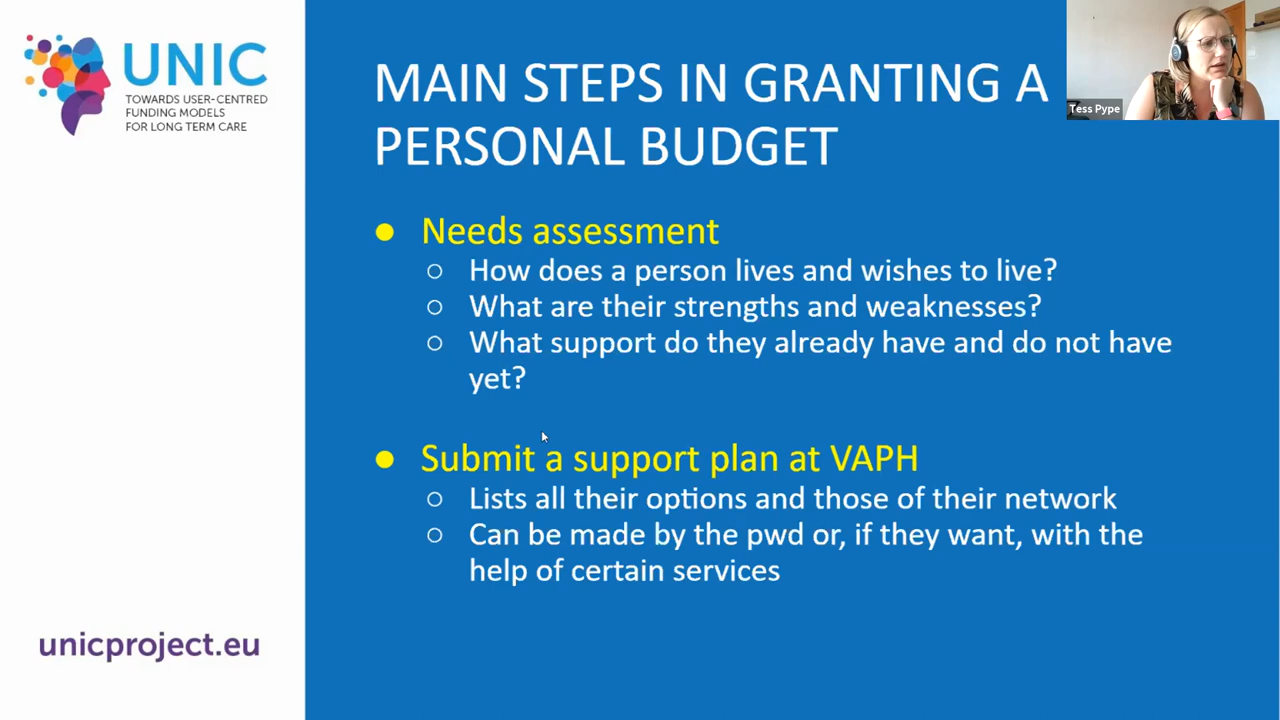 UNIC
TOWARDS USER-CENTRED
FUNDING MODELS
FOR LONG TERM CARE
MAIN STEPS IN GRANTING A
PERSONAL BUDGET
Tess Pype
● Needs assessment
○ How does a person lives and wishes to live?
○ What are their strengths and weaknesses?
○ What support do they already have and do not have
yet?
● Submit a support plan at VAPH
○ Lists all their options and those of their network
○ Can be made by the pwd or, if they want, with the
help of certain services
unicproject.eu